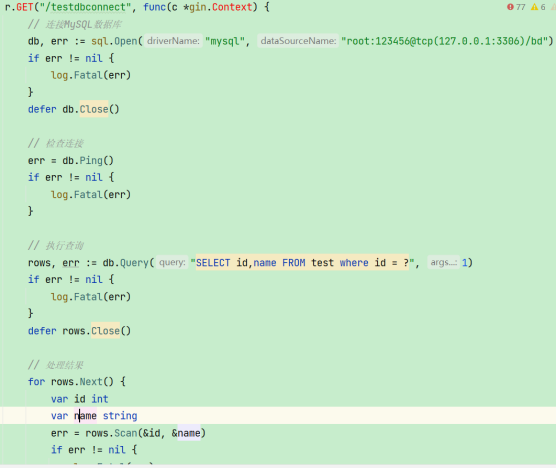 r.GET("/testdbconnect", func(c *gin.Context) { 77 6
// 连接MySQL数据库
db, err := sql.Open( driverName: "mysql", dataSourceName: "root:123456@tcp(127.0.0.1:3306)/bd")
if err != nil {
log.Fatal(err)
}
defer db.Close()
// 检查连接
err = db.Ping()
if err != nil {
log.Fatal(err)
}
// 执行查询
rows, err := db.Query( query: "SELECT id,name FROM test where id = ?", args...: 1)
if err != nil {
log.Fatal(err)
}
defer rows.Close()
// 处理结果
for rows.Next() {
var id int
var name string
err = rows.Scan(&id, &name)
if err != nil {